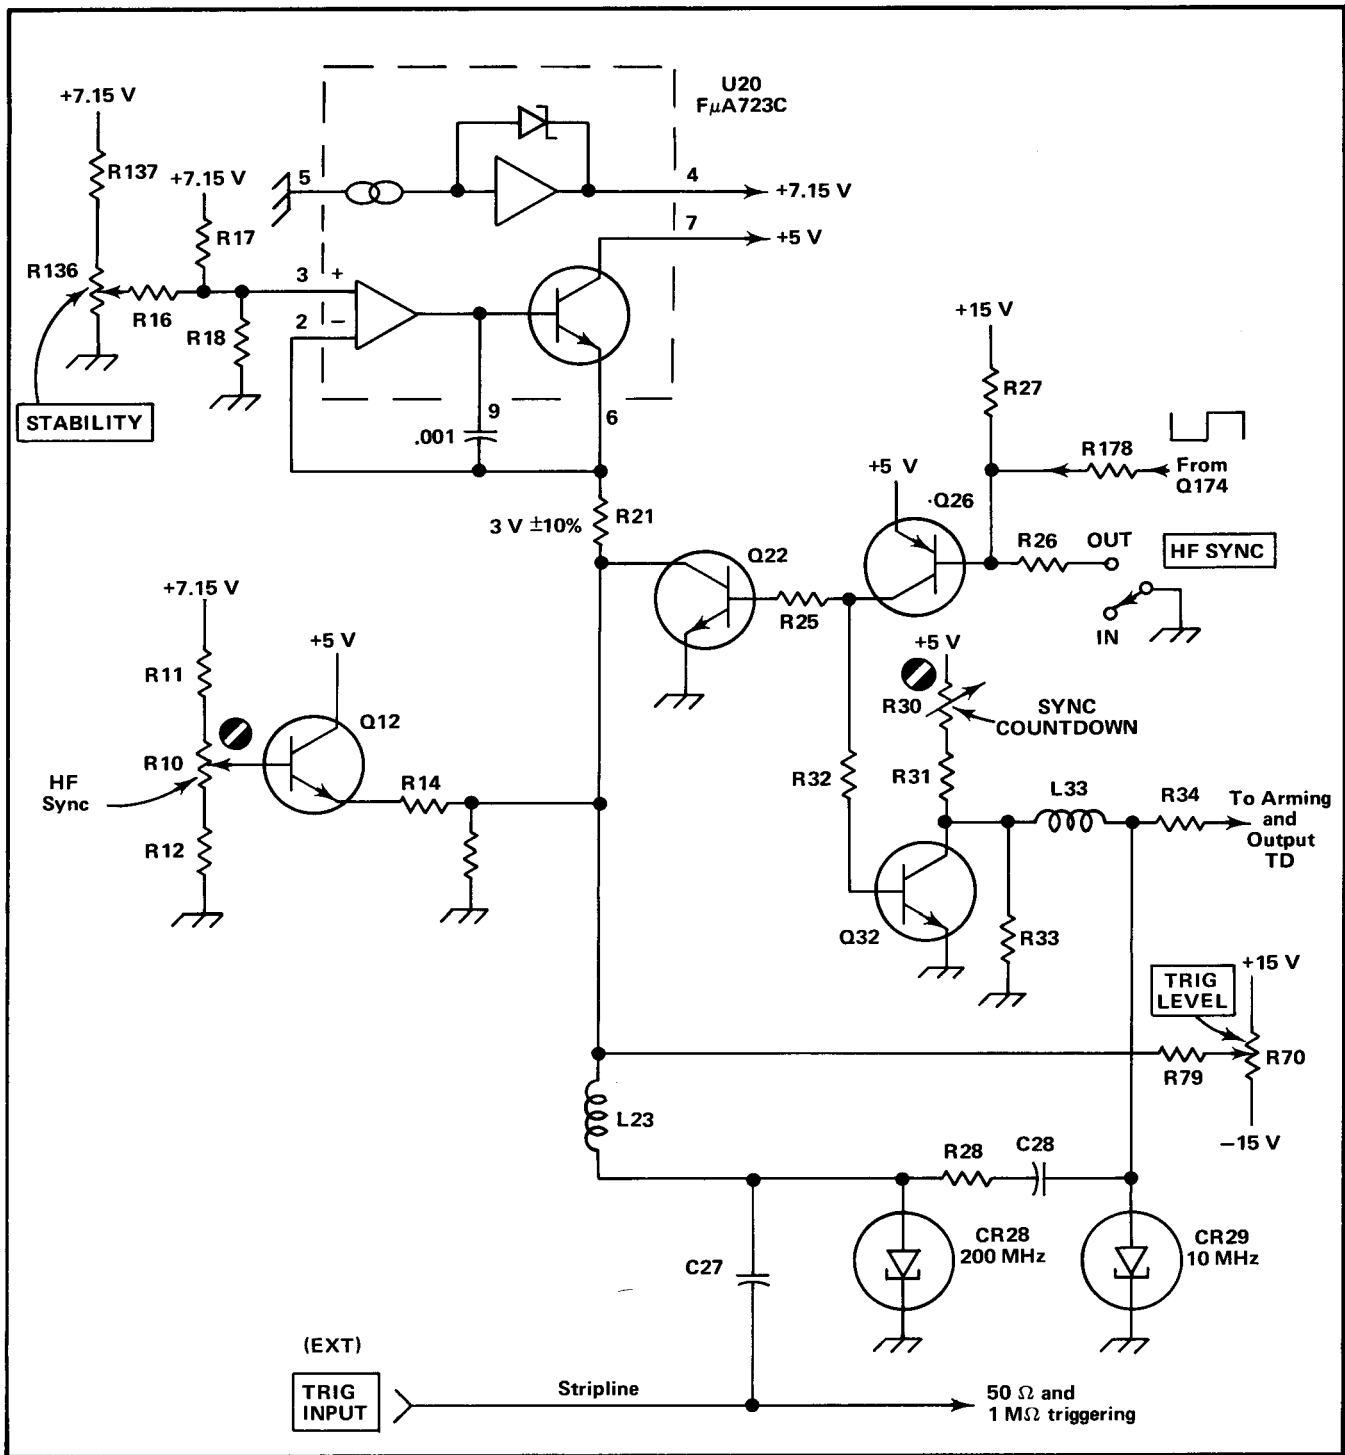 U20
FμA723C
+7.15 V
R137
+7.15 V
5
4
+7.15 V
7
+5 V
R17
R136
3
+
R16
2
−
R18
STABILITY
9
.001
6
+15 V
R27
R178
From
Q174
+5 V
Q26
R21
3 V ±10%
R26
OUT
HF SYNC
Q22
R25
IN
+7.15 V
+5 V
+5 V
R11
R30
SYNC
COUNTDOWN
Q12
R10
HF
Sync
R14
R32
R31
L33
R34
To Arming
and
Output
TD
R12
Q32
R33
+15 V
TRIG
LEVEL
R79
R70
−15 V
L23
R28
C28
C27
CR28
200 MHz
CR29
10 MHz
(EXT)
TRIG
INPUT
Stripline
50 Ω and
1 MΩ triggering